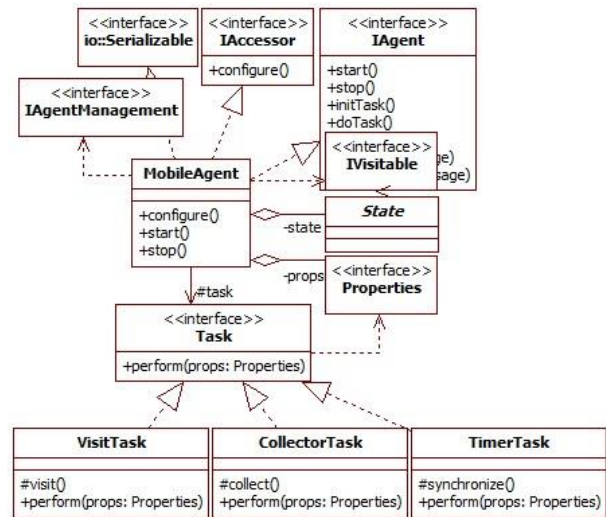 <<interface>>
io::Serializable
<<interface>>
IAccessor
+configure()
<<interface>>
IAgent
+start()
+stop()
+initTask()
+doTask()
ge)
sage)
<<interface>>
IAgentManagement
<<interface>>
IVisitable
MobileAgent
+configure()
+start()
+stop()
State
-state
-props
<<interface>>
Properties
#task
<<interface>>
Task
+perform(props: Properties)
VisitTask
#visit()
+perform(props: Properties)
CollectorTask
#collect()
+perform(props: Properties)
TimerTask
#synchronize()
+perform(props: Properties)